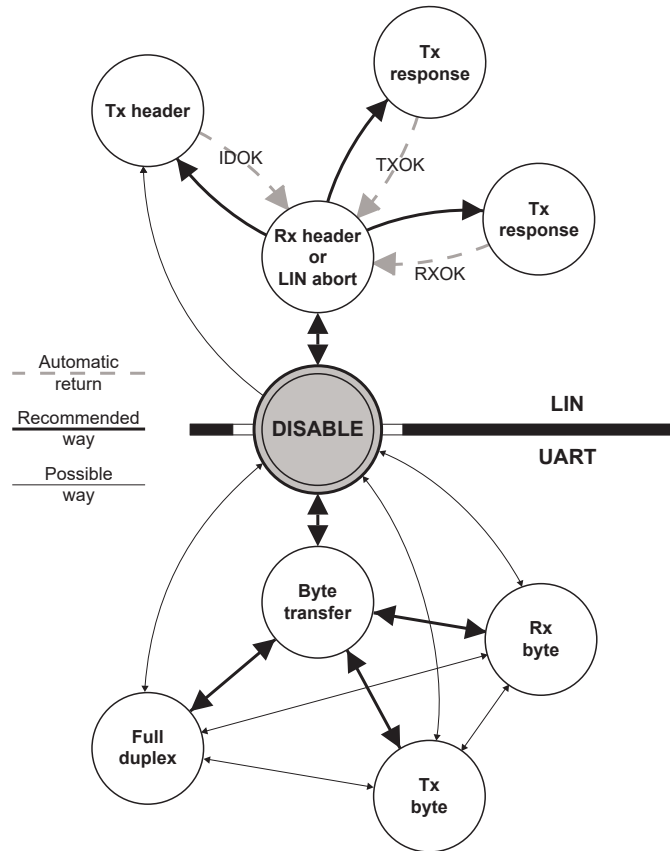 Tx
response
Tx header
IDOK
TXOK
Tx
response
Rx header
or
LIN abort
RXOK
Automatic
return
Recommended
way
Possible
way
DISABLE
LIN
UART
Byte
transfer
Rx
byte
Full
duplex
Tx
byte